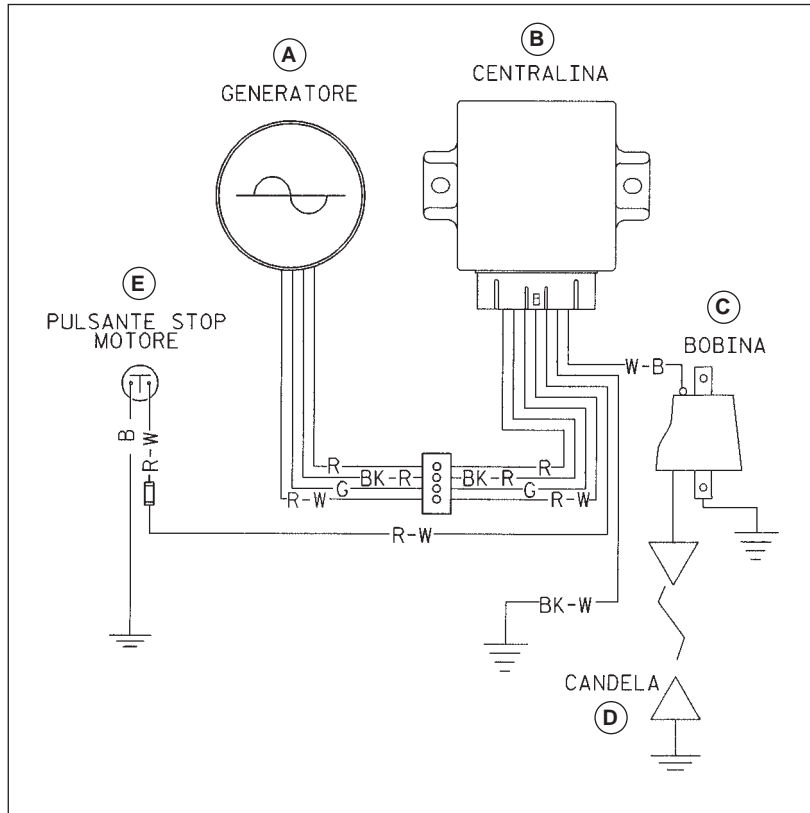 A
GENERATORE
B
CENTRALINA
E
PULSANTE STOP
MOTORE
B
C
BOBINA
W-B
B
R-W
R
R
BK-R
BK-R
G
G
R-W
R-W
R-W
BK-W
CANDELA
D